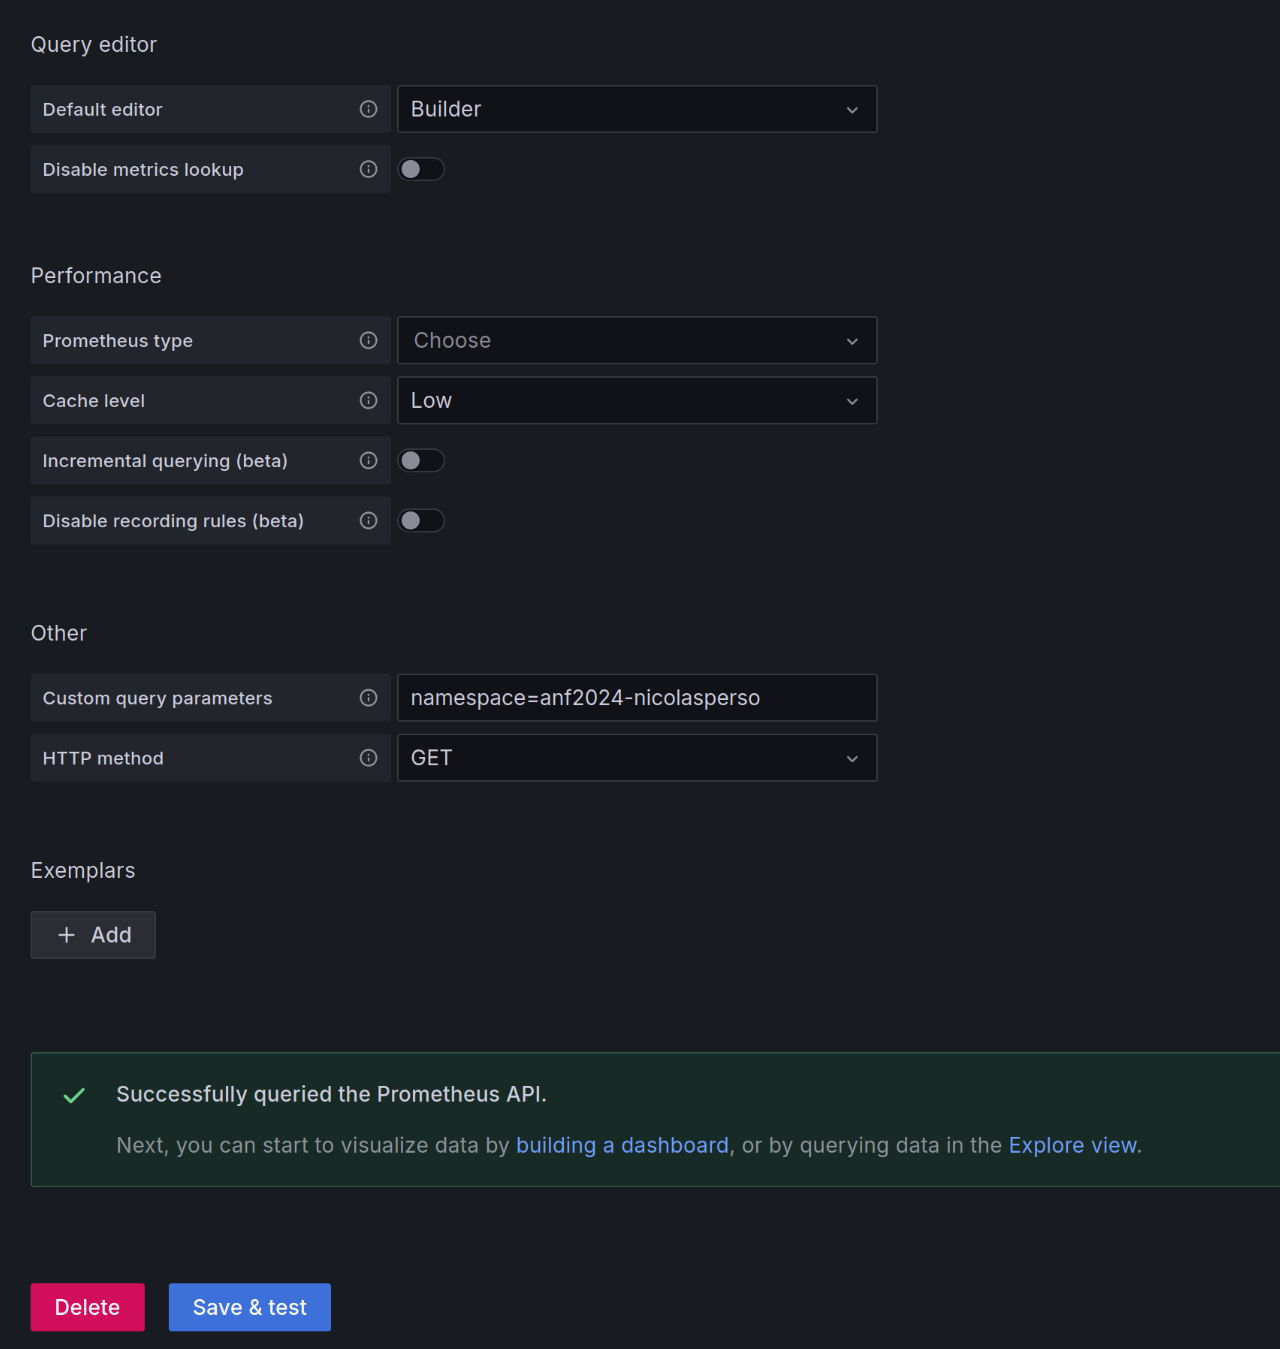 Query editor
Default editor Builder
Disable metrics lookup
Performance
Prometheus type Choose
Cache level Low
Incremental querying (beta)
Disable recording rules (beta)
Other
Custom query parameters namespace=anf2024-nicolasperso
HTTP method GET
Exemplars
+ Add
Successfully queried the Prometheus API.
Next, you can start to visualize data by building a dashboard, or by querying data in the Explore view.
Delete Save & test